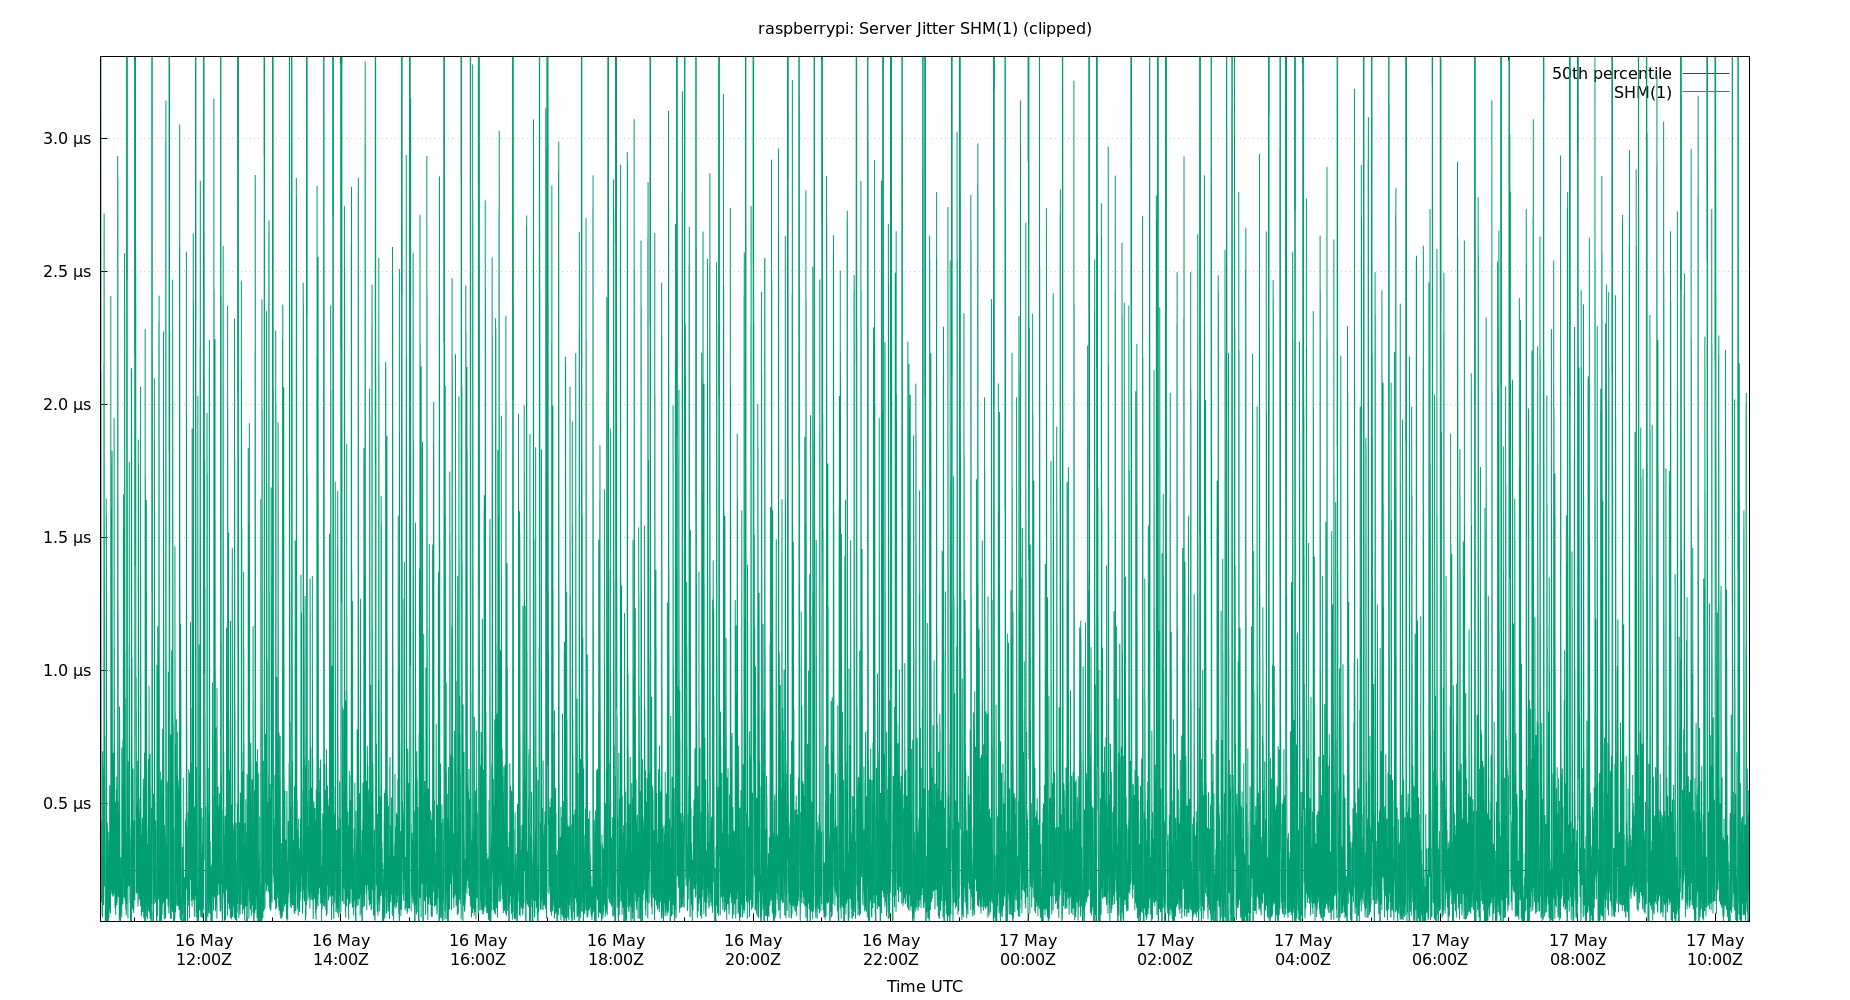 raspberrypi: Server Jitter SHM(1) (clipped)
50th percentile
SHM(1)
3.0 μs
2.5 μs
2.0 μs
1.5 μs
1.0 μs
0.5 μs
16 May 16 May 16 May 16 May 16 May 16 May 17 May 17 May 17 May 17 May 17 May 17 May
12:00Z 14:00Z 16:00Z 18:00Z 20:00Z 22:00Z 00:00Z 02:00Z 04:00Z 06:00Z 08:00Z 10:00Z
Time UTC